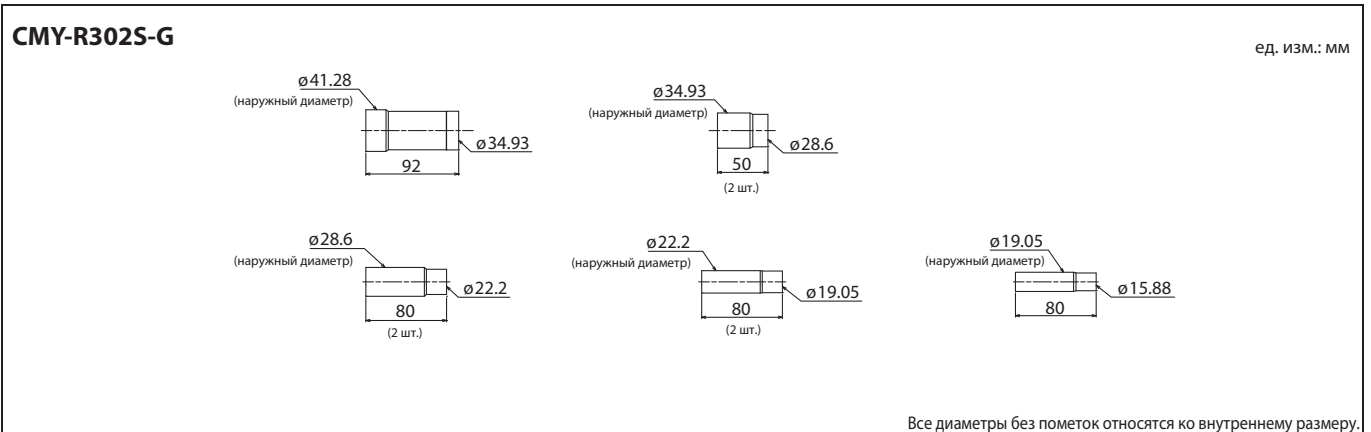 CMY-R302S-G
ед. изм.: мм
ø41.28
(наружный диаметр)
ø34.93
92
ø34.93
(наружный диаметр)
ø28.6
50
(2 шт.)
ø28.6
(наружный диаметр)
ø22.2
80
(2 шт.)
ø22.2
(наружный диаметр)
ø19.05
80
(2 шт.)
ø19.05
(наружный диаметр)
ø15.88
80
Все диаметры без пометок относятся ко внутреннему размеру.